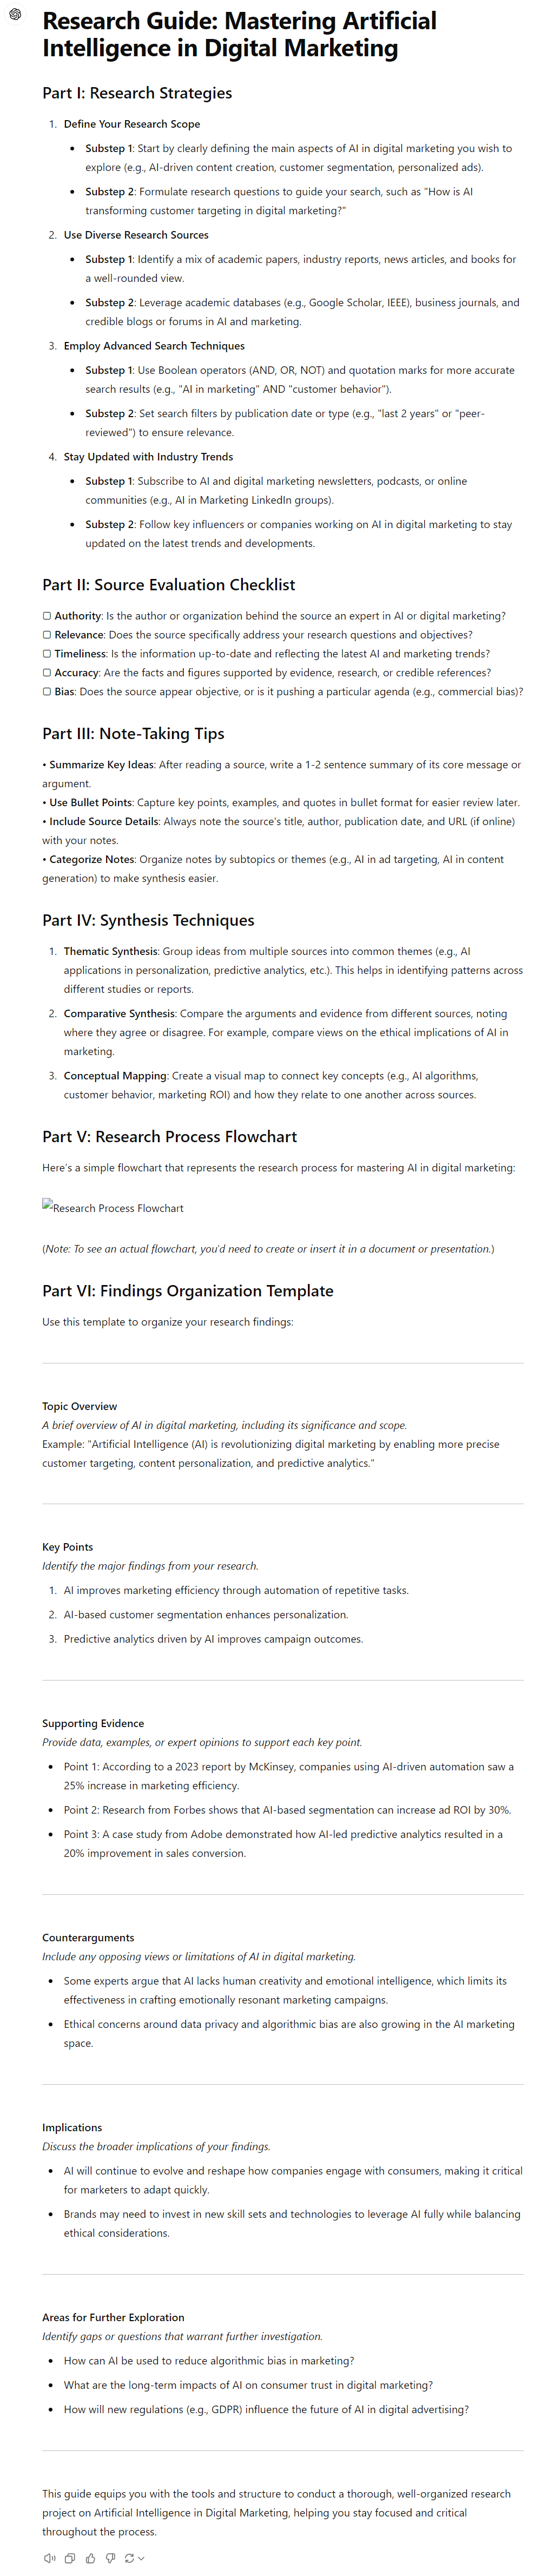 Research Guide: Mastering Artificial
Intelligence in Digital Marketing
Part I: Research Strategies
1. Define Your Research Scope
• Substep 1: Start by clearly defining the main aspects of AI in digital marketing you wish to
explore (e.g., AI-driven content creation, customer segmentation, personalized ads).
• Substep 2: Formulate research questions to guide your search, such as "How is AI
transforming customer targeting in digital marketing?"
2. Use Diverse Research Sources
• Substep 1: Identify a mix of academic papers, industry reports, news articles, and books for
a well-rounded view.
• Substep 2: Leverage academic databases (e.g., Google Scholar, IEEE), business journals, and
credible blogs or forums in AI and marketing.
3. Employ Advanced Search Techniques
• Substep 1: Use Boolean operators (AND, OR, NOT) and quotation marks for more accurate
search results (e.g., "AI in marketing" AND "customer behavior").
• Substep 2: Set search filters by publication date or type (e.g., "last 2 years" or "peer-
reviewed") to ensure relevance.
4. Stay Updated with Industry Trends
• Substep 1: Subscribe to AI and digital marketing newsletters, podcasts, or online
communities (e.g., AI in Marketing LinkedIn groups).
• Substep 2: Follow key influencers or companies working on AI in digital marketing to stay
updated on the latest trends and developments.
Part II: Source Evaluation Checklist
☐ Authority: Is the author or organization behind the source an expert in AI or digital marketing?
☐ Relevance: Does the source specifically address your research questions and objectives?
☐ Timeliness: Is the information up-to-date and reflecting the latest AI and marketing trends?
☐ Accuracy: Are the facts and figures supported by evidence, research, or credible references?
☐ Bias: Does the source appear objective, or is it pushing a particular agenda (e.g., commercial bias)?
Part III: Note-Taking Tips
• Summarize Key Ideas: After reading a source, write a 1-2 sentence summary of its core message or
argument.
• Use Bullet Points: Capture key points, examples, and quotes in bullet format for easier review later.
• Include Source Details: Always note the source's title, author, publication date, and URL (if online)
with your notes.
• Categorize Notes: Organize notes by subtopics or themes (e.g., AI in ad targeting, AI in content
generation) to make synthesis easier.
Part IV: Synthesis Techniques
1. Thematic Synthesis: Group ideas from multiple sources into common themes (e.g., AI
applications in personalization, predictive analytics, etc.). This helps in identifying patterns across
different studies or reports.
2. Comparative Synthesis: Compare the arguments and evidence from different sources, noting
where they agree or disagree. For example, compare views on the ethical implications of AI in
marketing.
3. Conceptual Mapping: Create a visual map to connect key concepts (e.g., AI algorithms,
customer behavior, marketing ROI) and how they relate to one another across sources.
Part V: Research Process Flowchart
Here's a simple flowchart that represents the research process for mastering AI in digital marketing:
Research Process Flowchart
(Note: To see an actual flowchart, you'd need to create or insert it in a document or presentation.)
Part VI: Findings Organization Template
Use this template to organize your research findings:
Topic Overview
A brief overview of AI in digital marketing, including its significance and scope.
Example: "Artificial Intelligence (AI) is revolutionizing digital marketing by enabling more precise
customer targeting, content personalization, and predictive analytics."
Key Points
Identify the major findings from your research.
1. AI improves marketing efficiency through automation of repetitive tasks.
2. AI-based customer segmentation enhances personalization.
3. Predictive analytics driven by AI improves campaign outcomes.
Supporting Evidence
Provide data, examples, or expert opinions to support each key point.
• Point 1: According to a 2023 report by McKinsey, companies using AI-driven automation saw a
25% increase in marketing efficiency.
• Point 2: Research from Forbes shows that AI-based segmentation can increase ad ROI by 30%.
• Point 3: A case study from Adobe demonstrated how AI-led predictive analytics resulted in a
20% improvement in sales conversion.
Counterarguments
Include any opposing views or limitations of AI in digital marketing.
• Some experts argue that AI lacks human creativity and emotional intelligence, which limits its
effectiveness in crafting emotionally resonant marketing campaigns.
• Ethical concerns around data privacy and algorithmic bias are also growing in the AI marketing
space.
Implications
Discuss the broader implications of your findings.
• AI will continue to evolve and reshape how companies engage with consumers, making it critical
for marketers to adapt quickly.
• Brands may need to invest in new skill sets and technologies to leverage AI fully while balancing
ethical considerations.
Areas for Further Exploration
Identify gaps or questions that warrant further investigation.
• How can AI be used to reduce algorithmic bias in marketing?
• What are the long-term impacts of AI on consumer trust in digital marketing?
• How will new regulations (e.g., GDPR) influence the future of AI in digital advertising?
This guide equips you with the tools and structure to conduct a thorough, well-organized research
project on Artificial Intelligence in Digital Marketing, helping you stay focused and critical
throughout the process.